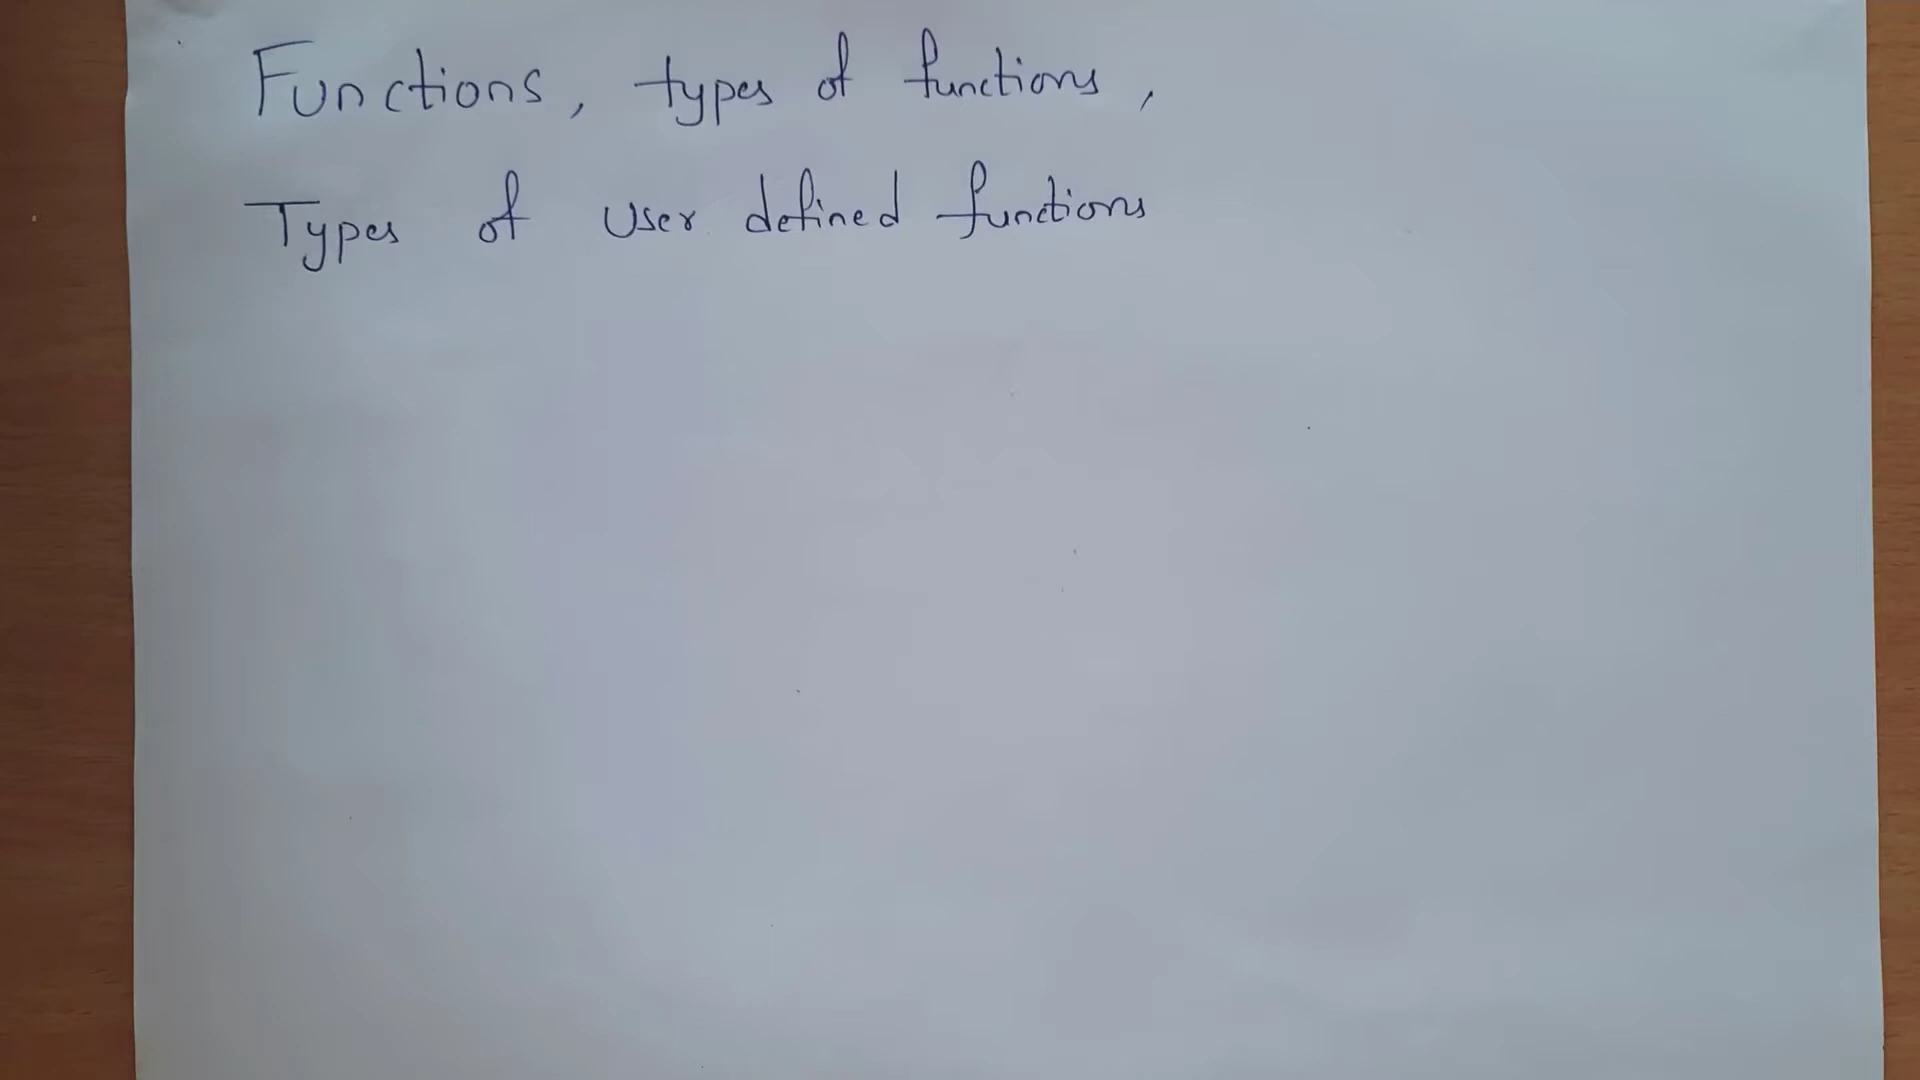 Functions, types of functions,
Types of User defined functions